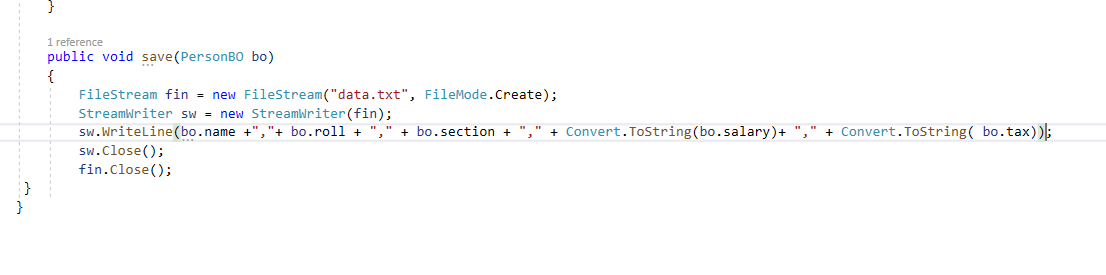 }
1 reference
public void save(PersonBO bo)
{
FileStream fin = new FileStream("data.txt", FileMode.Create);
StreamWriter sw = new StreamWriter(fin);
sw.WriteLine(bo.name +","+ bo.roll + "," + bo.section + "," + Convert.ToString(bo.salary)+ "," + Convert.ToString( bo.tax));
sw.Close();
fin.Close();
}
}